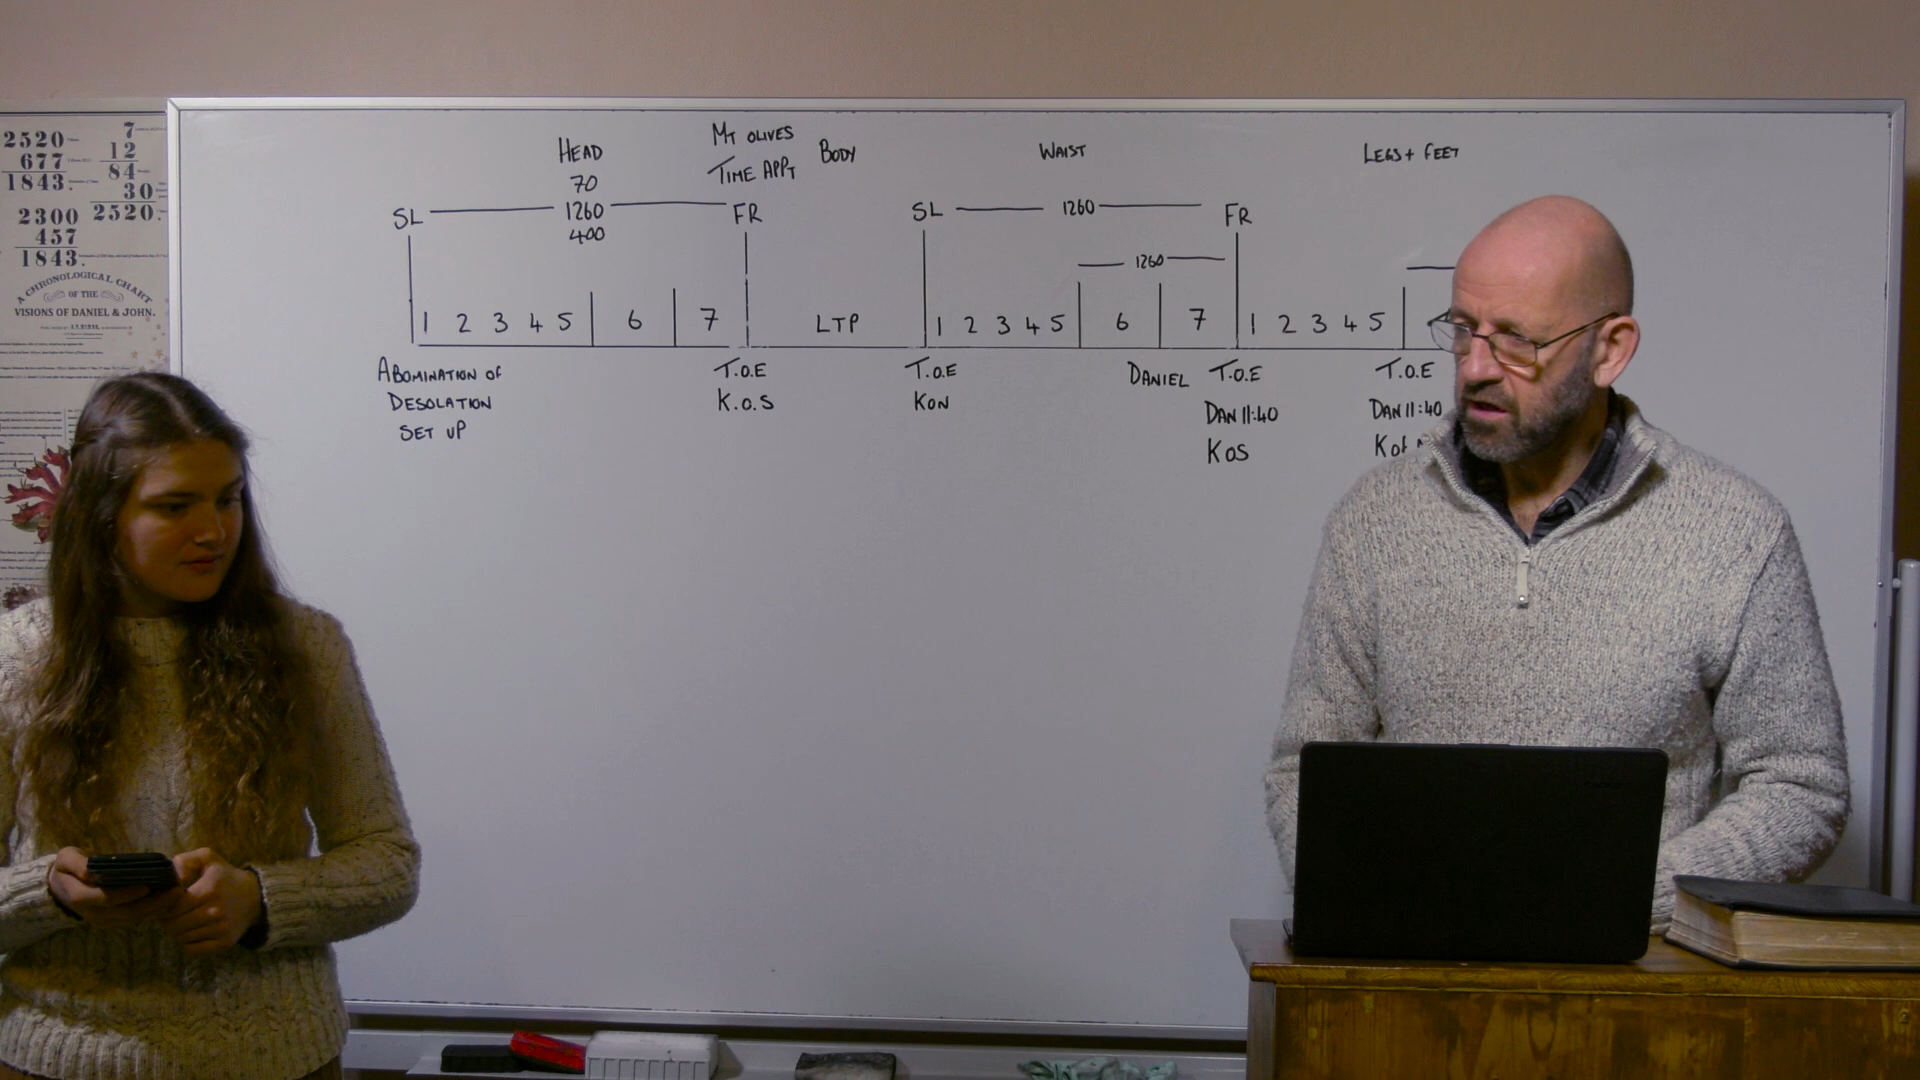 2520
677
1843.
2300
457
1843.
7
12
84
30
2520.
A CHRONOLOGICAL CHART
OF THE
VISIONS OF DANIEL & JOHN.
HEAD
70
1260
400
MT OLIVES
TIME APPT
BODY
WAIST
LEGS + FEET
SL
FR
SL
1260
FR
1260
1 2 3 4 5 6 7
LTP
1 2 3 4 5 6 7
1 2 3 4 5
ABOMINATION OF
DESOLATION
SET UP
T.O.E
K.O.S
T.O.E
KON
DANIEL
T.O.E
DAN 11:40
KOS
T.O.E
DAN 11:40